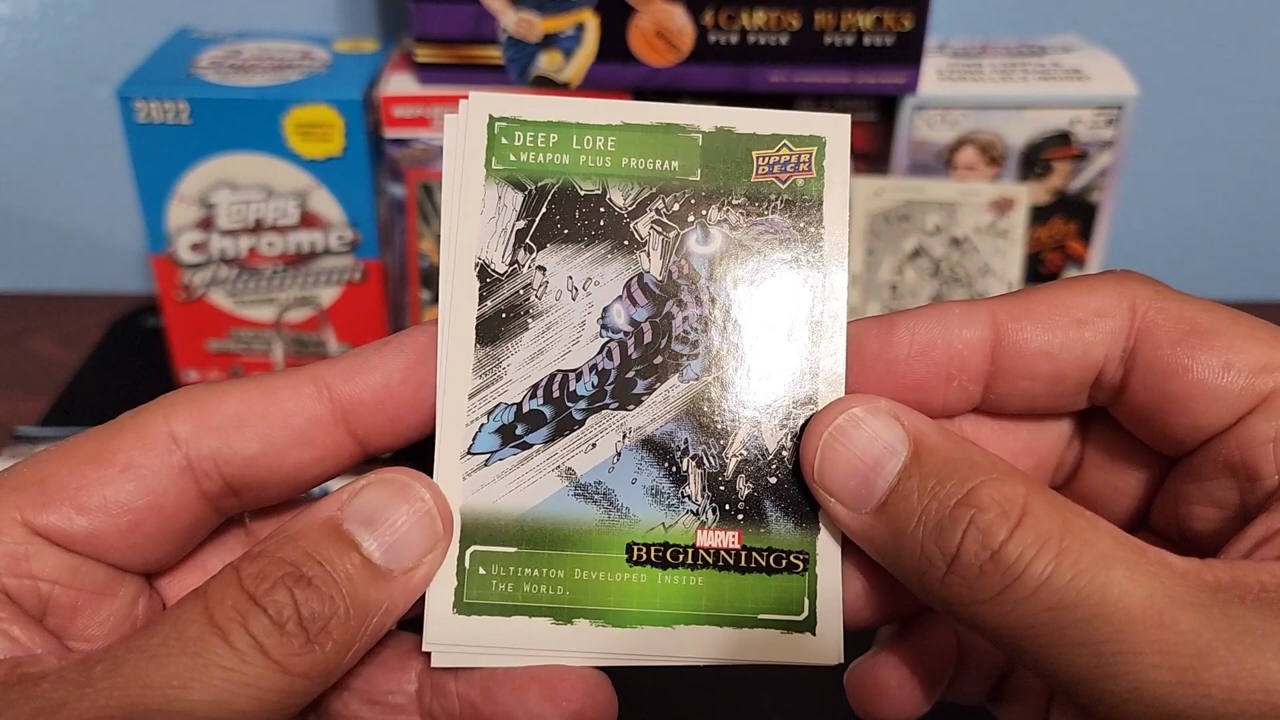 4 CARDS 10 PACKS
PER PACK PER BOX
2022
Topps
Chrome
Platinum
DEEP LORE
WEAPON PLUS PROGRAM
UPPER
DECK
MARVEL
BEGINNINGS
ULTIMATON DEVELOPED INSIDE
THE WORLD.